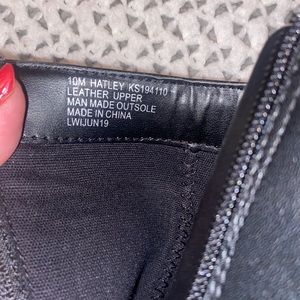 10M HATLEY KS194110
LEATHER UPPER
MAN MADE OUTSOLE
MADE IN CHINA
LWIJUN19